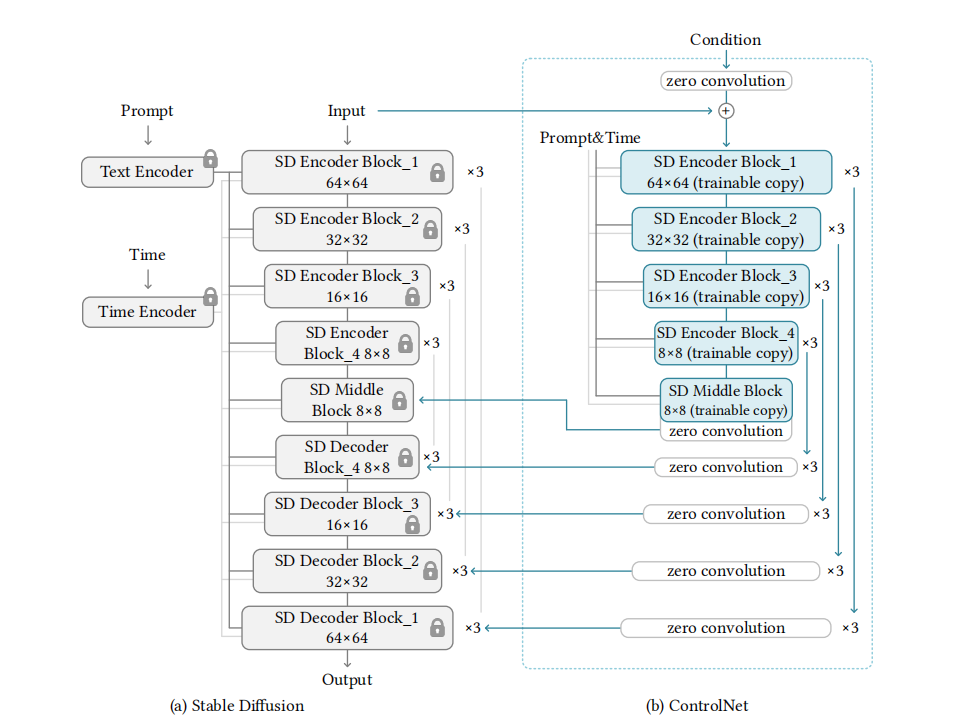 Condition
zero convolution
Prompt
Input
+
Prompt&Time
Text Encoder
SD Encoder Block_1
64×64
×3
SD Encoder Block_1
64×64 (trainable copy)
×3
SD Encoder Block_2
32×32
×3
SD Encoder Block_2
32×32 (trainable copy)
×3
Time
Time Encoder
SD Encoder Block_3
16×16
×3
SD Encoder Block_3
16×16 (trainable copy)
×3
SD Encoder
Block_4 8×8
×3
SD Encoder Block_4
8×8 (trainable copy)
×3
SD Middle
Block 8×8
SD Middle Block
8×8 (trainable copy)
zero convolution
SD Decoder
Block_4 8×8
×3
zero convolution
×3
SD Decoder Block_3
16×16
×3
zero convolution
×3
SD Decoder Block_2
32×32
×3
zero convolution
×3
SD Decoder Block_1
64×64
×3
zero convolution
×3
Output
(a) Stable Diffusion
(b) ControlNet